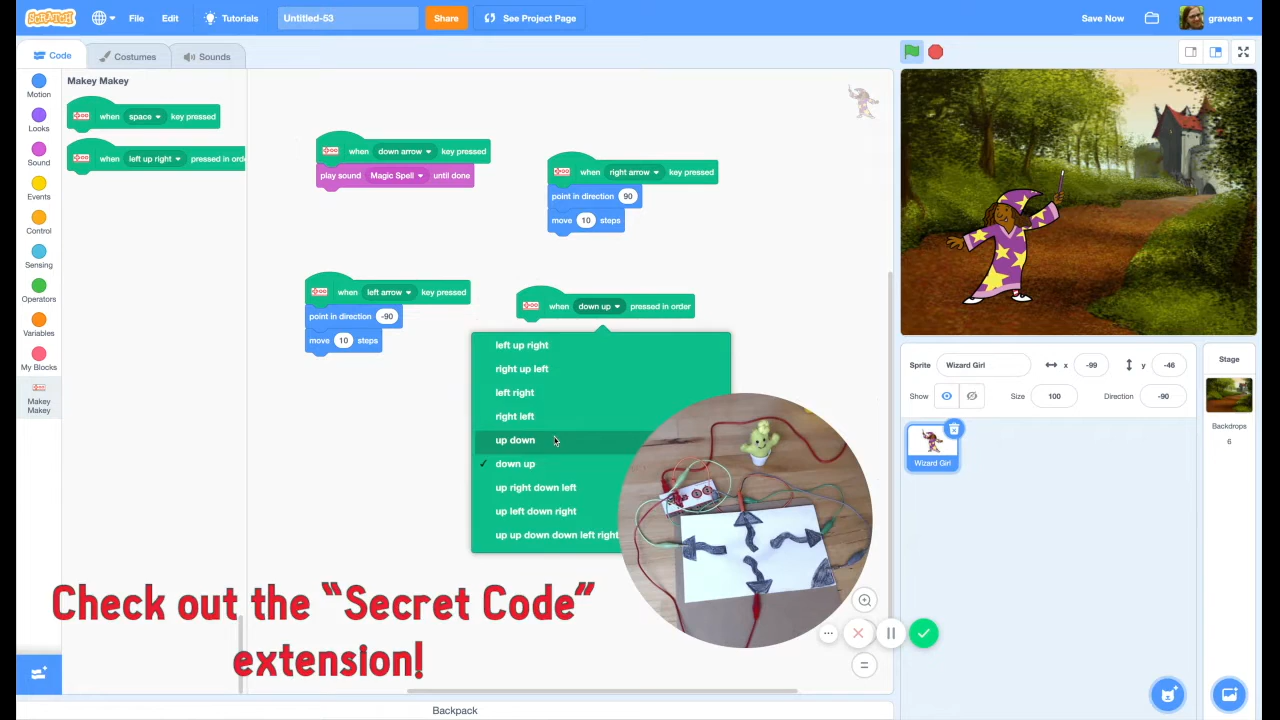 SCRATCH
File
Edit
Tutorials
Untitled-53
Share
See Project Page
Save Now
gravesn
Code
Costumes
Sounds
Motion
Looks
Sound
Events
Control
Sensing
Operators
Variables
My Blocks
Makey
Makey
Makey Makey
when space key pressed
when left up right pressed in orde
when down arrow key pressed
play sound Magic Spell until done
when right arrow key pressed
point in direction 90
move 10 steps
when left arrow key pressed
point in direction -90
move 10 steps
when down up pressed in order
left up right
right up left
left right
right left
up down
down up
up right down left
up left down right
up up down down left right
Check out the “Secret Code”
extension!
Backpack
Sprite Wizard Girl x -99 y -46
Show Size 100 Direction -90
Wizard Girl
Stage
Backdrops
6